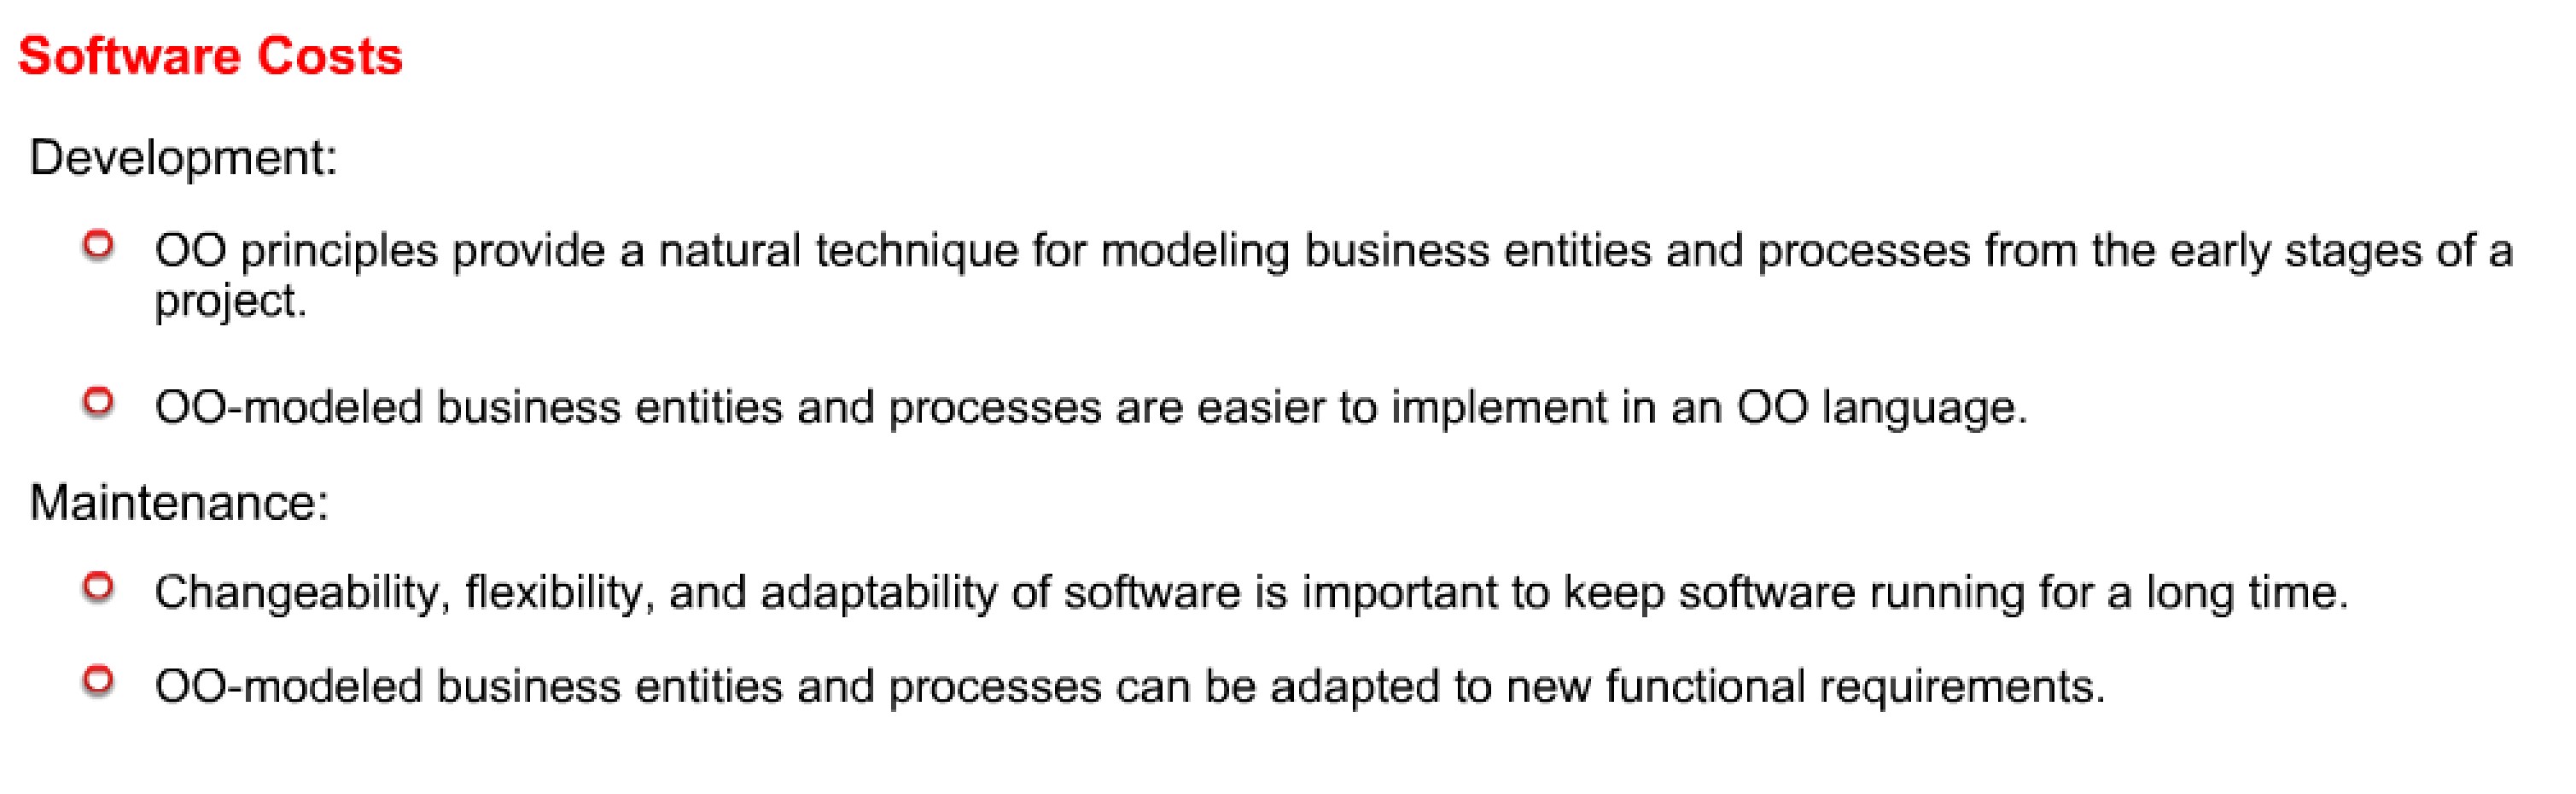 Software Costs
Development:
OO principles provide a natural technique for modeling business entities and processes from the early stages of a
project.
OO-modeled business entities and processes are easier to implement in an OO language.
Maintenance:
Changeability, flexibility, and adaptability of software is important to keep software running for a long time.
OO-modeled business entities and processes can be adapted to new functional requirements.